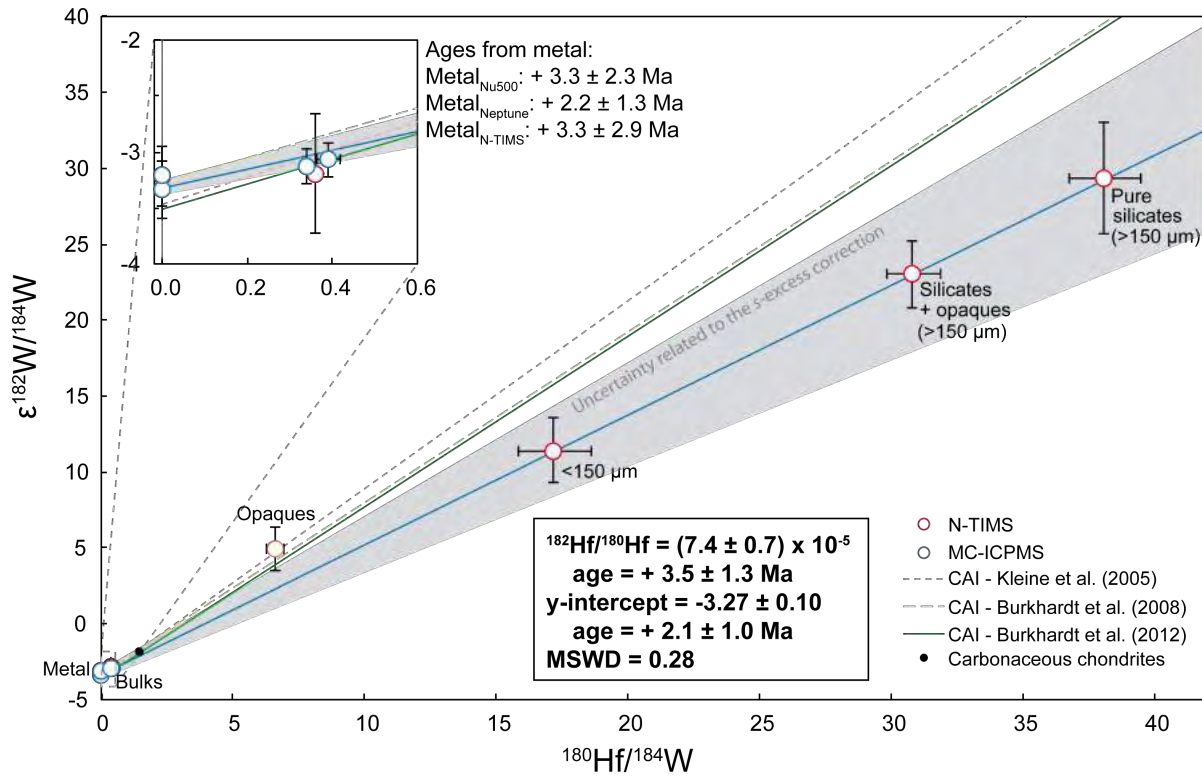 40
35
30
25
20
15
10
5
0
-5
ε¹⁸²W/¹⁸⁴W
-2
-3
-4
0.0 0.2 0.4 0.6
Ages from metal:
Metal_Nu500: + 3.3 ± 2.3 Ma
Metal_Neptune: + 2.2 ± 1.3 Ma
Metal_N-TIMS: + 3.3 ± 2.9 Ma
Uncertainty related to the s-excess correction
Pure
silicates
(>150 µm)
Silicates
+ opaques
(>150 µm)
<150 µm
Opaques
Metal
Bulks
¹⁸²Hf/¹⁸⁰Hf = (7.4 ± 0.7) x 10⁻⁵
age = + 3.5 ± 1.3 Ma
y-intercept = -3.27 ± 0.10
age = + 2.1 ± 1.0 Ma
MSWD = 0.28
N-TIMS
MC-ICPMS
CAI - Kleine et al. (2005)
CAI - Burkhardt et al. (2008)
CAI - Burkhardt et al. (2012)
Carbonaceous chondrites
0 5 10 15 20 25 30 35 40
¹⁸⁰Hf/¹⁸⁴W